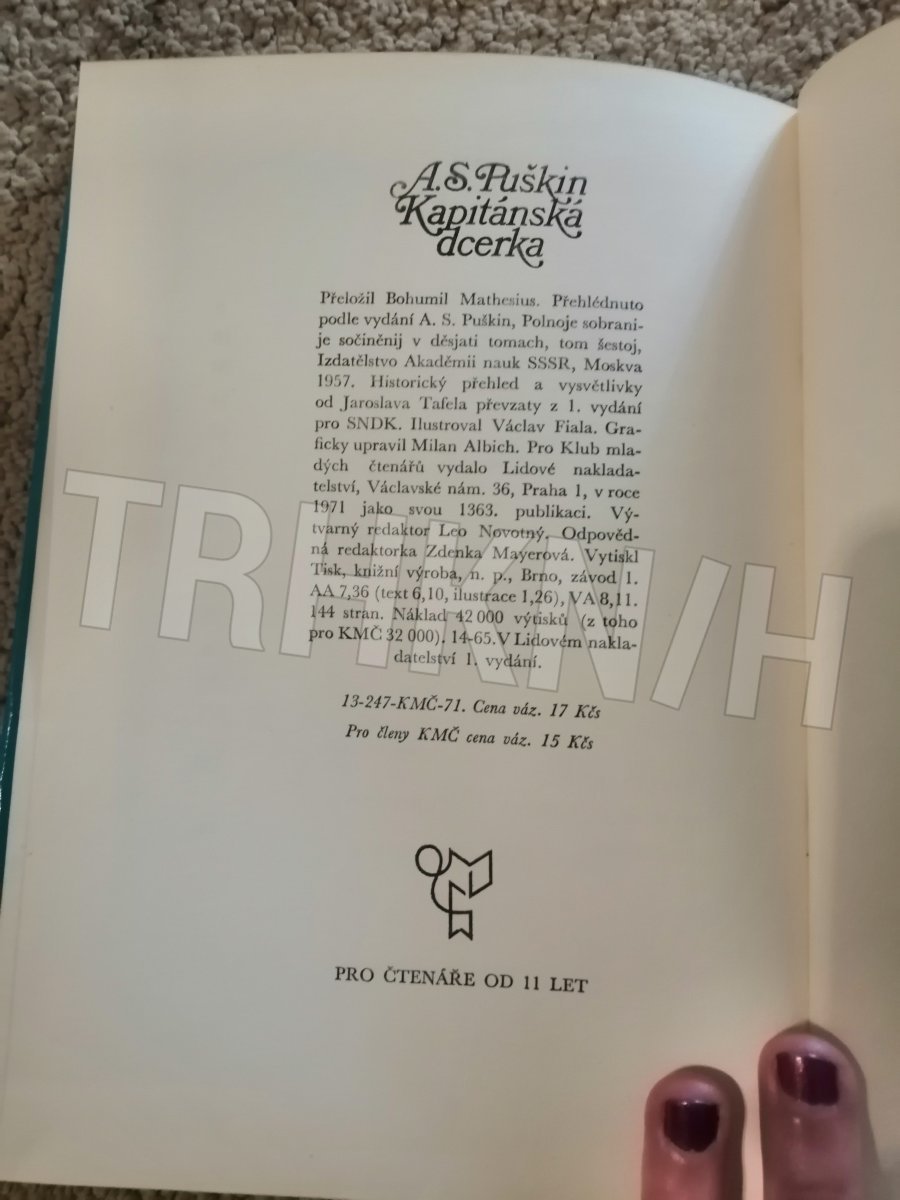 A. S. Puškin
Kapitánská
dcerka
Přeložil Bohumil Mathesius. Přehlédnuto
podle vydání A. S. Puškin, Polnoje sobrani-
je sočiněnij v děsjati tomach, tom šestoj,
Izdatělstvo Akaděmii nauk SSSR, Moskva
1957. Historický přehled a vysvětlivky
od Jaroslava Tafela převzaty z 1. vydání
pro SNDK. Ilustroval Václav Fiala. Gra-
ficky upravil Milan Albich. Pro Klub mla-
dých čtenářů vydalo Lidové naklada-
telství, Václavské nám. 36, Praha 1, v roce
1971 jako svou 1363. publikaci. Vý-
tvarný redaktor Leo Novotný. Odpověd-
ná redaktorka Zdenka Mayerová. Vytiskl
Tisk, knižní výroba, n. p., Brno, závod 1.
AA 7,36 (text 6,10, ilustrace 1,26), VA 8,11.
144 stran. Náklad 42 000 výtisků (z toho
pro KMČ 32 000). 14-65. V Lidovém nakla-
datelství 1. vydání.
13-247-KMČ-71. Cena váz. 17 Kčs
Pro členy KMČ cena váz. 15 Kčs
PRO ČTENÁŘE OD 11 LET